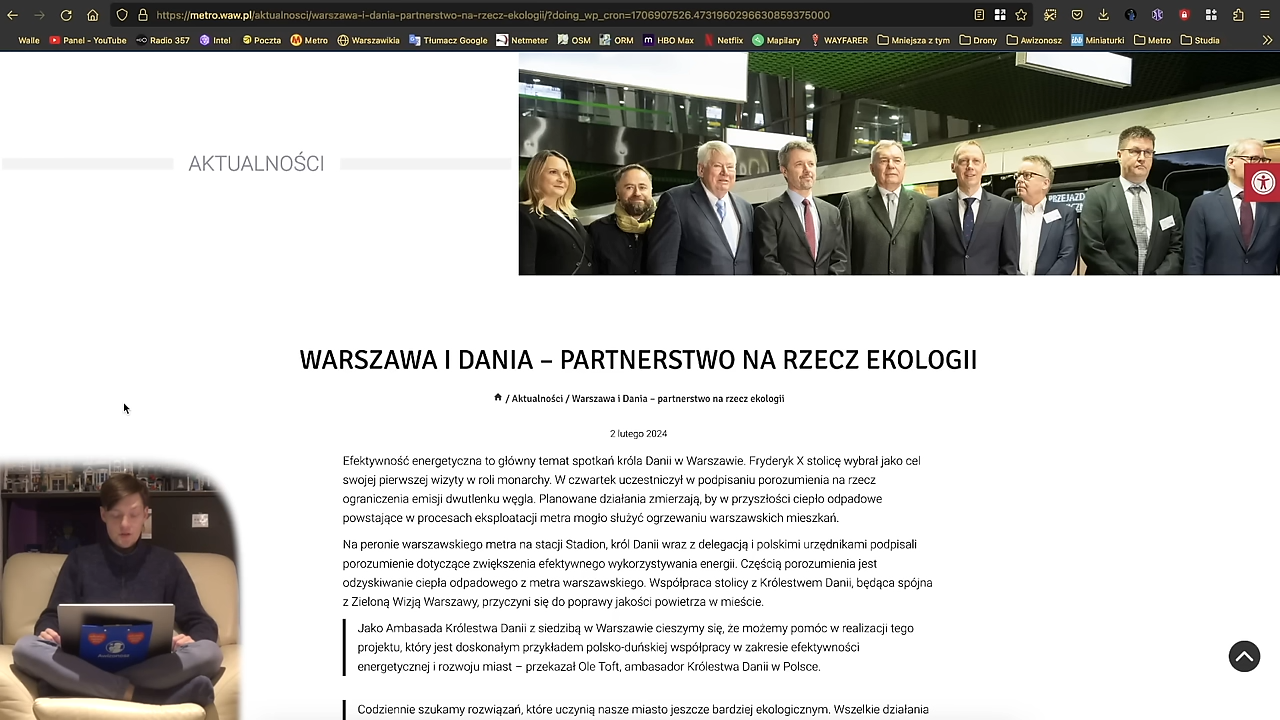 https://metro.waw.pl/aktualnosci/warszawa-i-dania-partnerstwo-na-rzecz-ekologii/?doing_wp_cron=1706907526.4731960296630859375000
Walle Panel - YouTube Radio 357 Intel Poczta Metro Warszawikia Tłumacz Google Netmeter OSM ORM HBO Max Netflix Mapilary WAYFARER Mniejsza z tym Drony Awizonosz Miniaturki Metro Studia
AKTUALNOŚCI
WARSZAWA I DANIA – PARTNERSTWO NA RZECZ EKOLOGII
/ Aktualności / Warszawa i Dania – partnerstwo na rzecz ekologii
2 lutego 2024
Efektywność energetyczna to główny temat spotkań króla Danii w Warszawie. Fryderyk X stolicę wybrał jako cel
swojej pierwszej wizyty w roli monarchy. W czwartek uczestniczył w podpisaniu porozumienia na rzecz
ograniczenia emisji dwutlenku węgla. Planowane działania zmierzają, by w przyszłości ciepło odpadowe
powstające w procesach eksploatacji metra mogło służyć ogrzewaniu warszawskich mieszkań.
Na peronie warszawskiego metra na stacji Stadion, król Danii wraz z delegacją i polskimi urzędnikami podpisali
porozumienie dotyczące zwiększenia efektywnego wykorzystywania energii. Częścią porozumienia jest
odzyskiwanie ciepła odpadowego z metra warszawskiego. Współpraca stolicy z Królestwem Danii, będąca spójna
z Zieloną Wizją Warszawy, przyczyni się do poprawy jakości powietrza w mieście.
Jako Ambasada Królestwa Danii z siedzibą w Warszawie cieszymy się, że możemy pomóc w realizacji tego
projektu, który jest doskonałym przykładem polsko-duńskiej współpracy w zakresie efektywności
energetycznej i rozwoju miast – przekazał Ole Toft, ambasador Królestwa Danii w Polsce.
Codziennie szukamy rozwiązań, które uczynią nasze miasto jeszcze bardziej ekologicznym. Wszelkie działania